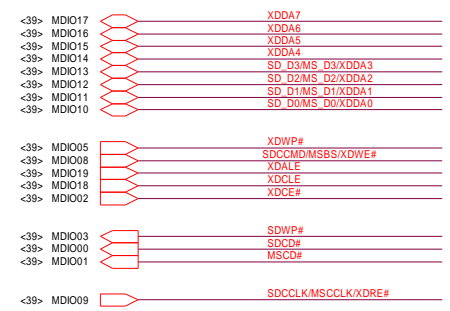 <39> MDIO17 XDDA7
<39> MDIO16 XDDA6
<39> MDIO15 XDDA5
<39> MDIO14 XDDA4
<39> MDIO13 SD_D3/MS_D3/XDDA3
<39> MDIO12 SD_D2/MS_D2/XDDA2
<39> MDIO11 SD_D1/MS_D1/XDDA1
<39> MDIO10 SD_D0/MS_D0/XDDA0
<39> MDIO05 XDWP#
<39> MDIO08 SDCCMD/MSBS/XDWE#
<39> MDIO19 XDALE
<39> MDIO18 XDCLE
<39> MDIO02 XDCE#
<39> MDIO03 SDWP#
<39> MDIO00 SDCD#
<39> MDIO01 MSCD#
<39> MDIO09 SDCCLK/MSCCLK/XDRE#